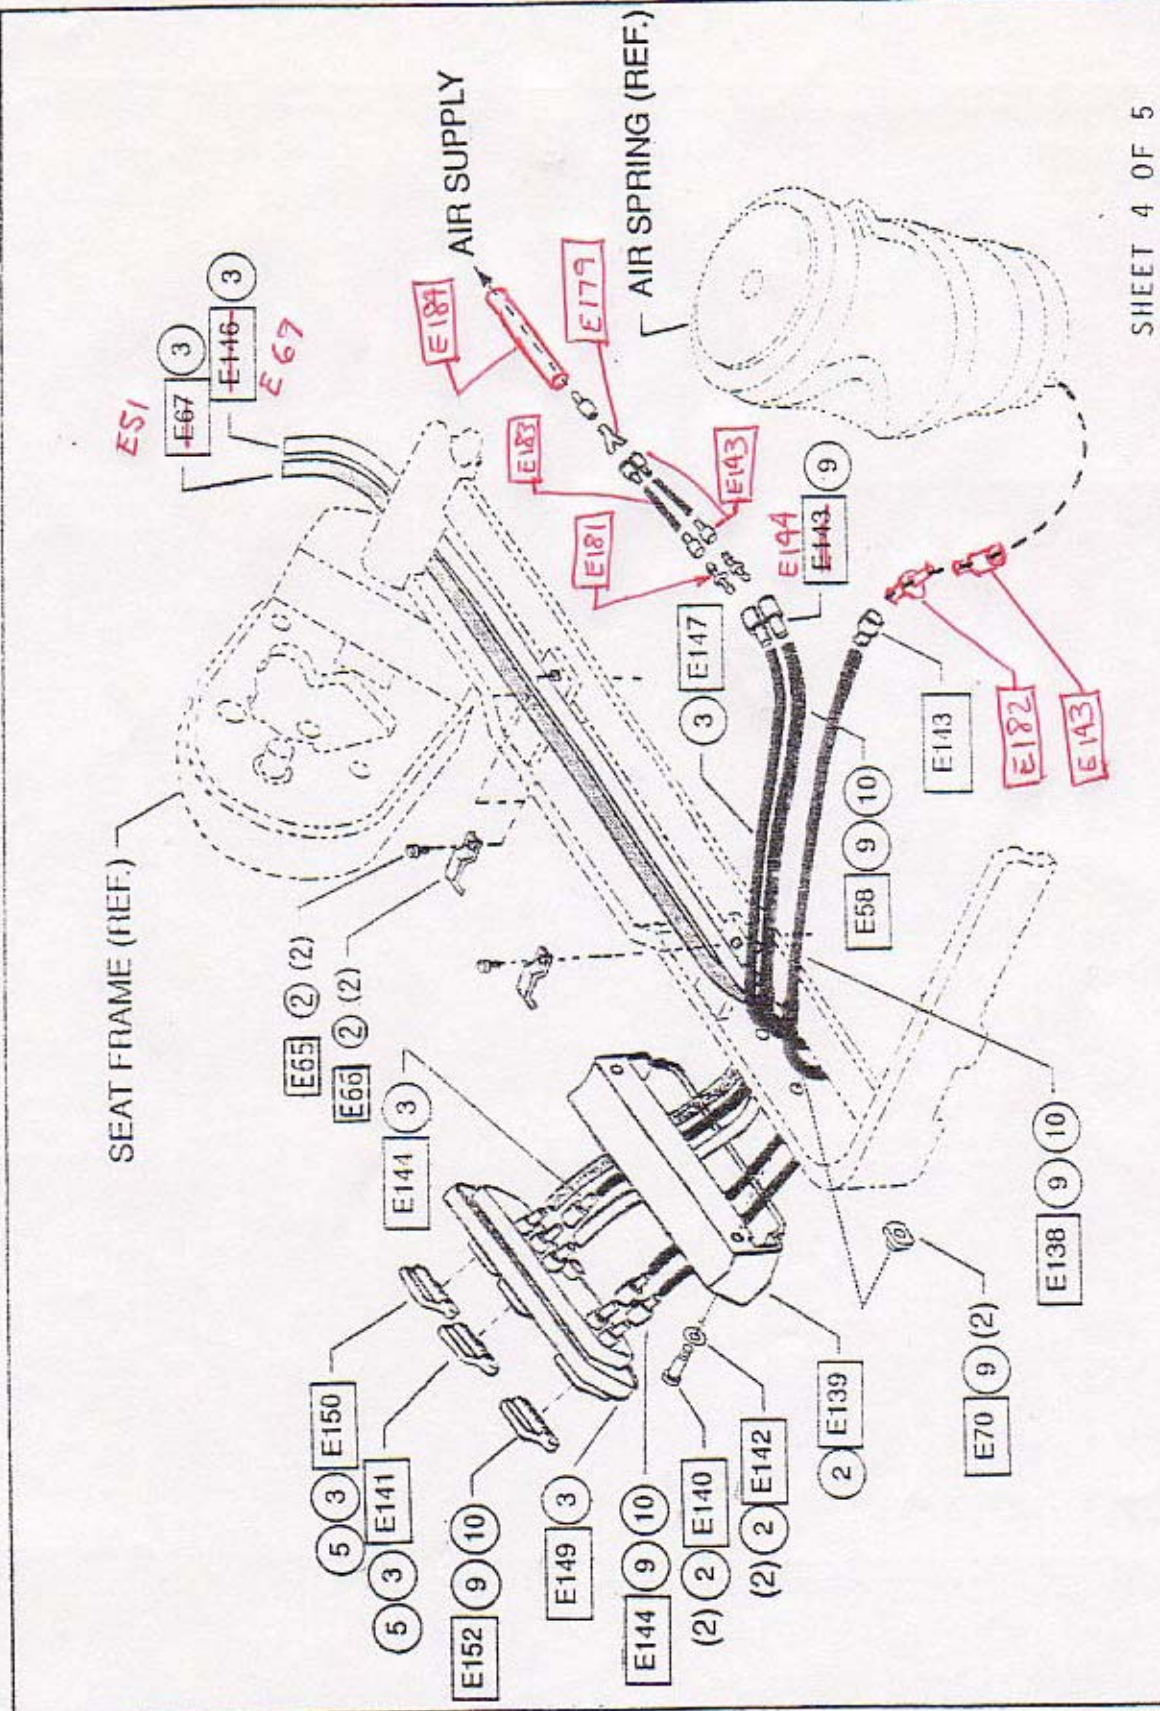 SEAT FRAME (REF.)
E51
E67 3
E146 3
E67
AIR SUPPLY
E184
E179
AIR SPRING (REF.)
E183
E143
E181
E144
E143 9
3 E147
E65 2 (2)
E66 2 (2)
E144 3
E58 9 10
E143
E182
E143
5 3 E150
5 3 E141
E152 9 10
E149 3
E144 9 10
(2) 2 E140
(2) 2 E142
2 E139
E70 9 (2)
E138 9 10
SHEET 4 OF 5